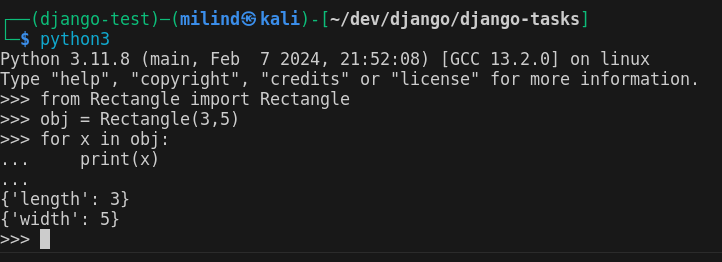 ┌──(django-test)─(milind㉿kali)-[~/dev/django/django-tasks]
└─$ python3
Python 3.11.8 (main, Feb  7 2024, 21:52:08) [GCC 13.2.0] on linux
Type "help", "copyright", "credits" or "license" for more information.
>>> from Rectangle import Rectangle
>>> obj = Rectangle(3,5)
>>> for x in obj:
...     print(x)
...
{'length': 3}
{'width': 5}
>>>